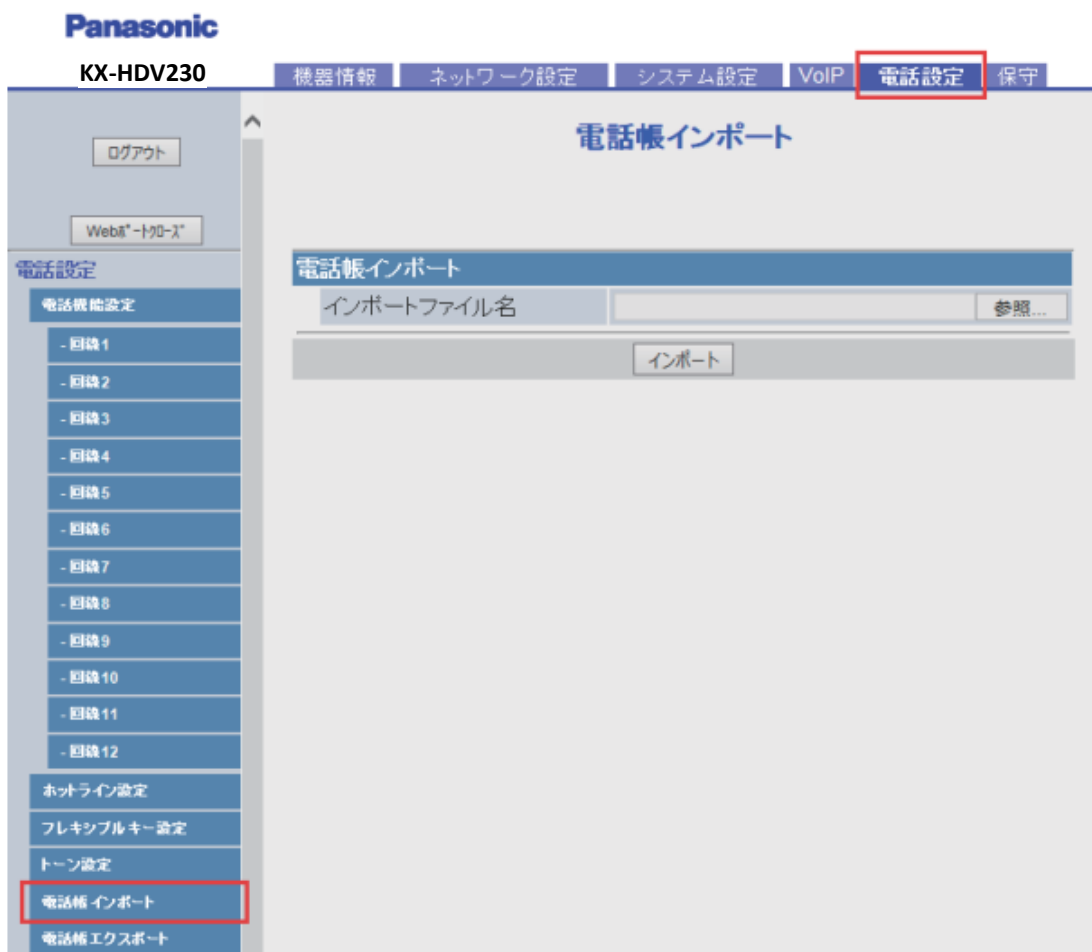 Panasonic
KX-HDV230
機器情報 ネットワーク設定 システム設定 VoIP 電話設定 保守
ログアウト
Webポートクローズ
電話設定
電話機能設定
- 回線1
- 回線2
- 回線3
- 回線4
- 回線5
- 回線6
- 回線7
- 回線8
- 回線9
- 回線10
- 回線11
- 回線12
ホットライン設定
フレキシブルキー設定
トーン設定
電話帳インポート
電話帳エクスポート
電話帳インポート
電話帳インポート
インポートファイル名 参照...
インポート